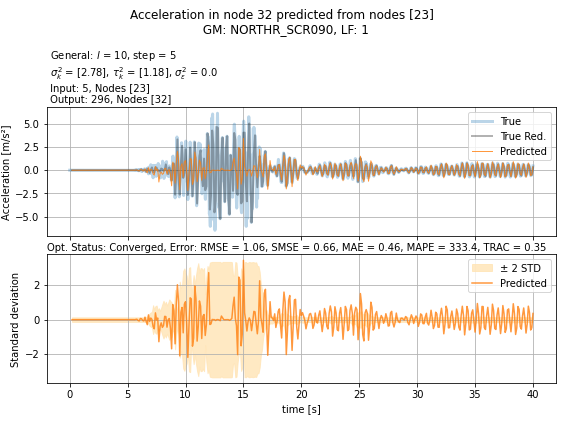 Acceleration in node 32 predicted from nodes [23]
GM: NORTHR_SCR090, LF: 1
General: l = 10, step = 5
σ²ₖ = [2.78], τ²ₖ = [1.18], σ²ε = 0.0
Input: 5, Nodes [23]
Output: 296, Nodes [32]
Acceleration [m/s²]
5.0
2.5
0.0
−2.5
−5.0
True
True Red.
Predicted
Opt. Status: Converged, Error: RMSE = 1.06, SMSE = 0.66, MAE = 0.46, MAPE = 333.4, TRAC = 0.35
Standard deviation
2
0
−2
± 2 STD
Predicted
0 5 10 15 20 25 30 35 40
time [s]